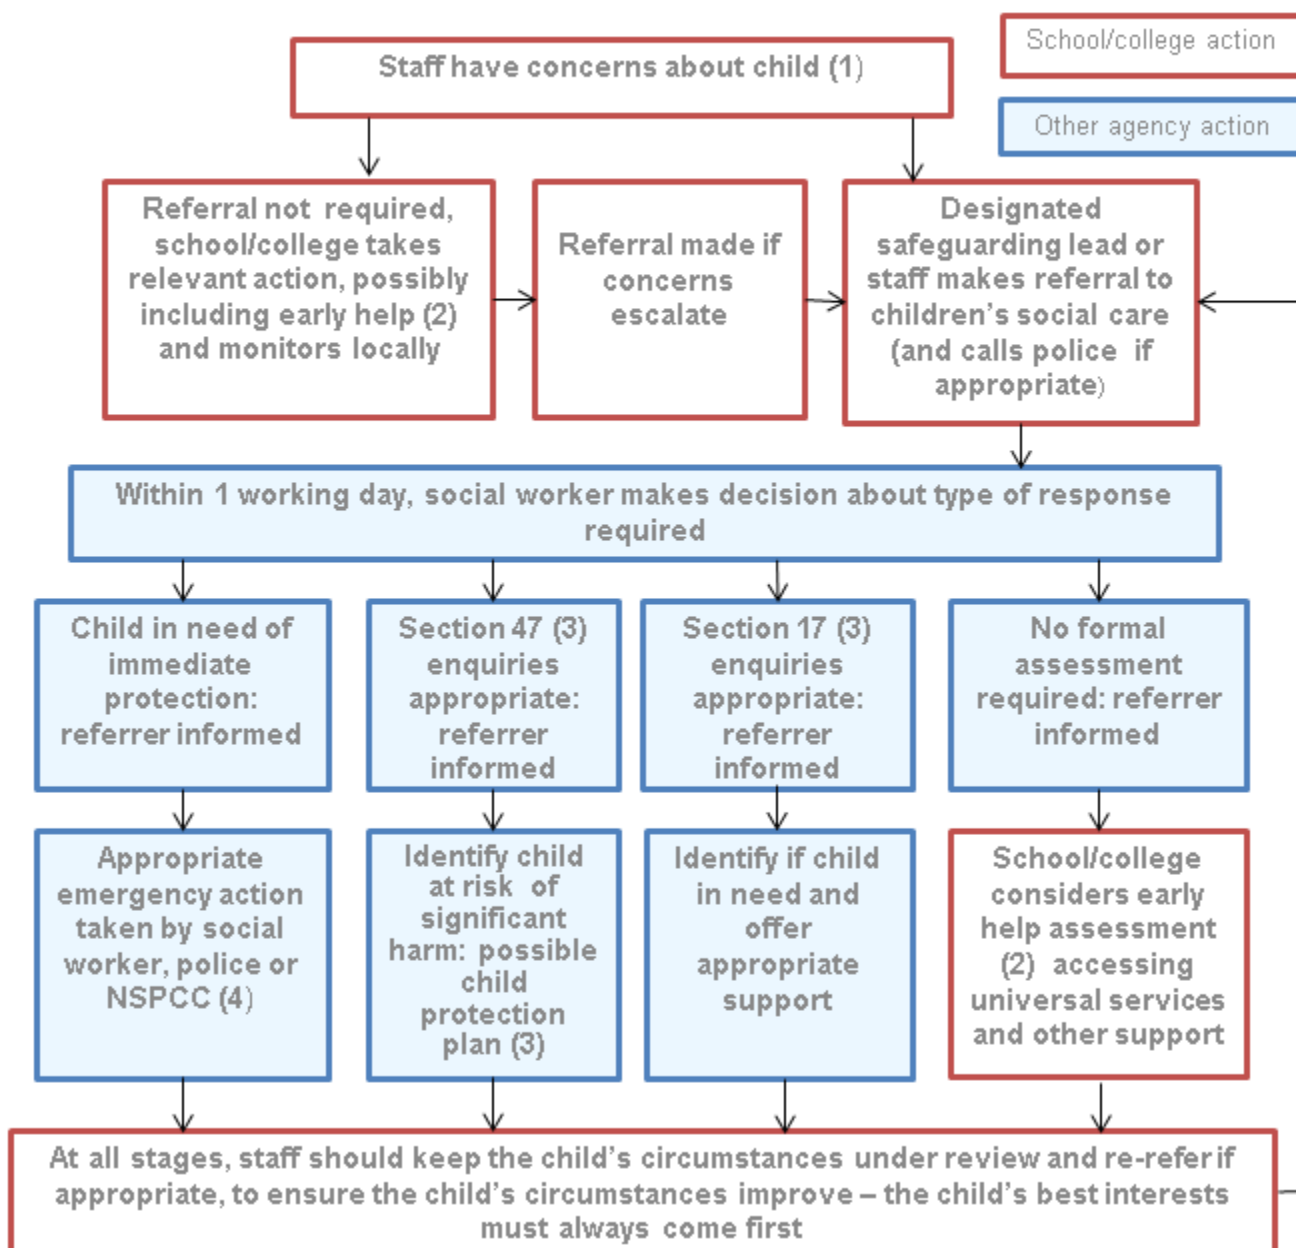 School/college action
Staff have concerns about child (1)
Other agency action
Referral not required,
school/college takes
relevant action, possibly
including early help (2)
and monitors locally
Referral made if
concerns
escalate
Designated
safeguarding lead or
staff makes referral to
children's social care
(and calls police if
appropriate)
Within 1 working day, social worker makes decision about type of response
required
Child in need of
immediate
protection:
referrer informed
Section 47 (3)
enquiries
appropriate:
referrer
informed
Section 17 (3)
enquiries
appropriate:
referrer
informed
No formal
assessment
required: referrer
informed
Appropriate
emergency action
taken by social
worker, police or
NSPCC (4)
Identify child
at risk of
significant
harm: possible
child
protection
plan (3)
Identify if child
in need and
offer
appropriate
support
School/college
considers early
help assessment
(2) accessing
universal services
and other support
At all stages, staff should keep the child's circumstances under review and re-refer if
appropriate, to ensure the child's circumstances improve – the child's best interests
must always come first